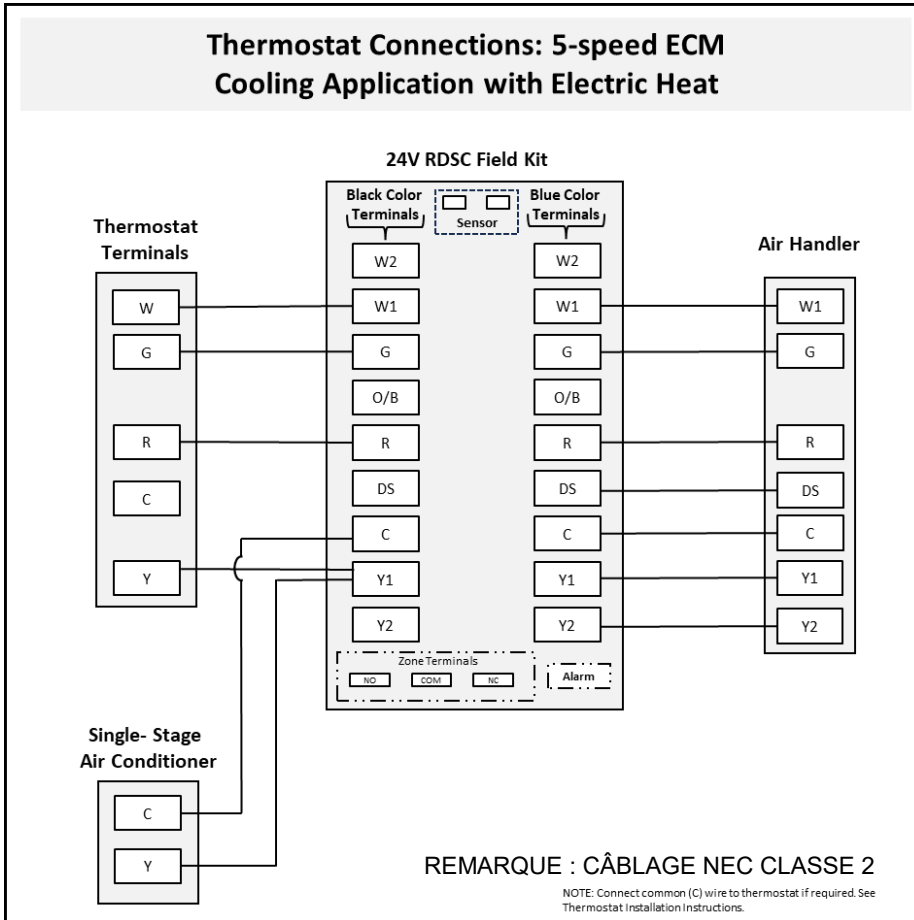 Thermostat Connections: 5-speed ECM
Cooling Application with Electric Heat
24V RDSC Field Kit
Black Color
Terminals
Sensor
Blue Color
Terminals
Thermostat
Terminals
W
G
R
C
Y
W2
W1
G
O/B
R
DS
C
Y1
Y2
W2
W1
G
O/B
R
DS
C
Y1
Y2
Air Handler
W1
G
R
DS
C
Y1
Y2
Zone Terminals
NO
COM
NC
Alarm
Single- Stage
Air Conditioner
C
Y
REMARQUE : CÂBLAGE NEC CLASSE 2
NOTE: Connect common (C) wire to thermostat if required. See
Thermostat Installation Instructions.